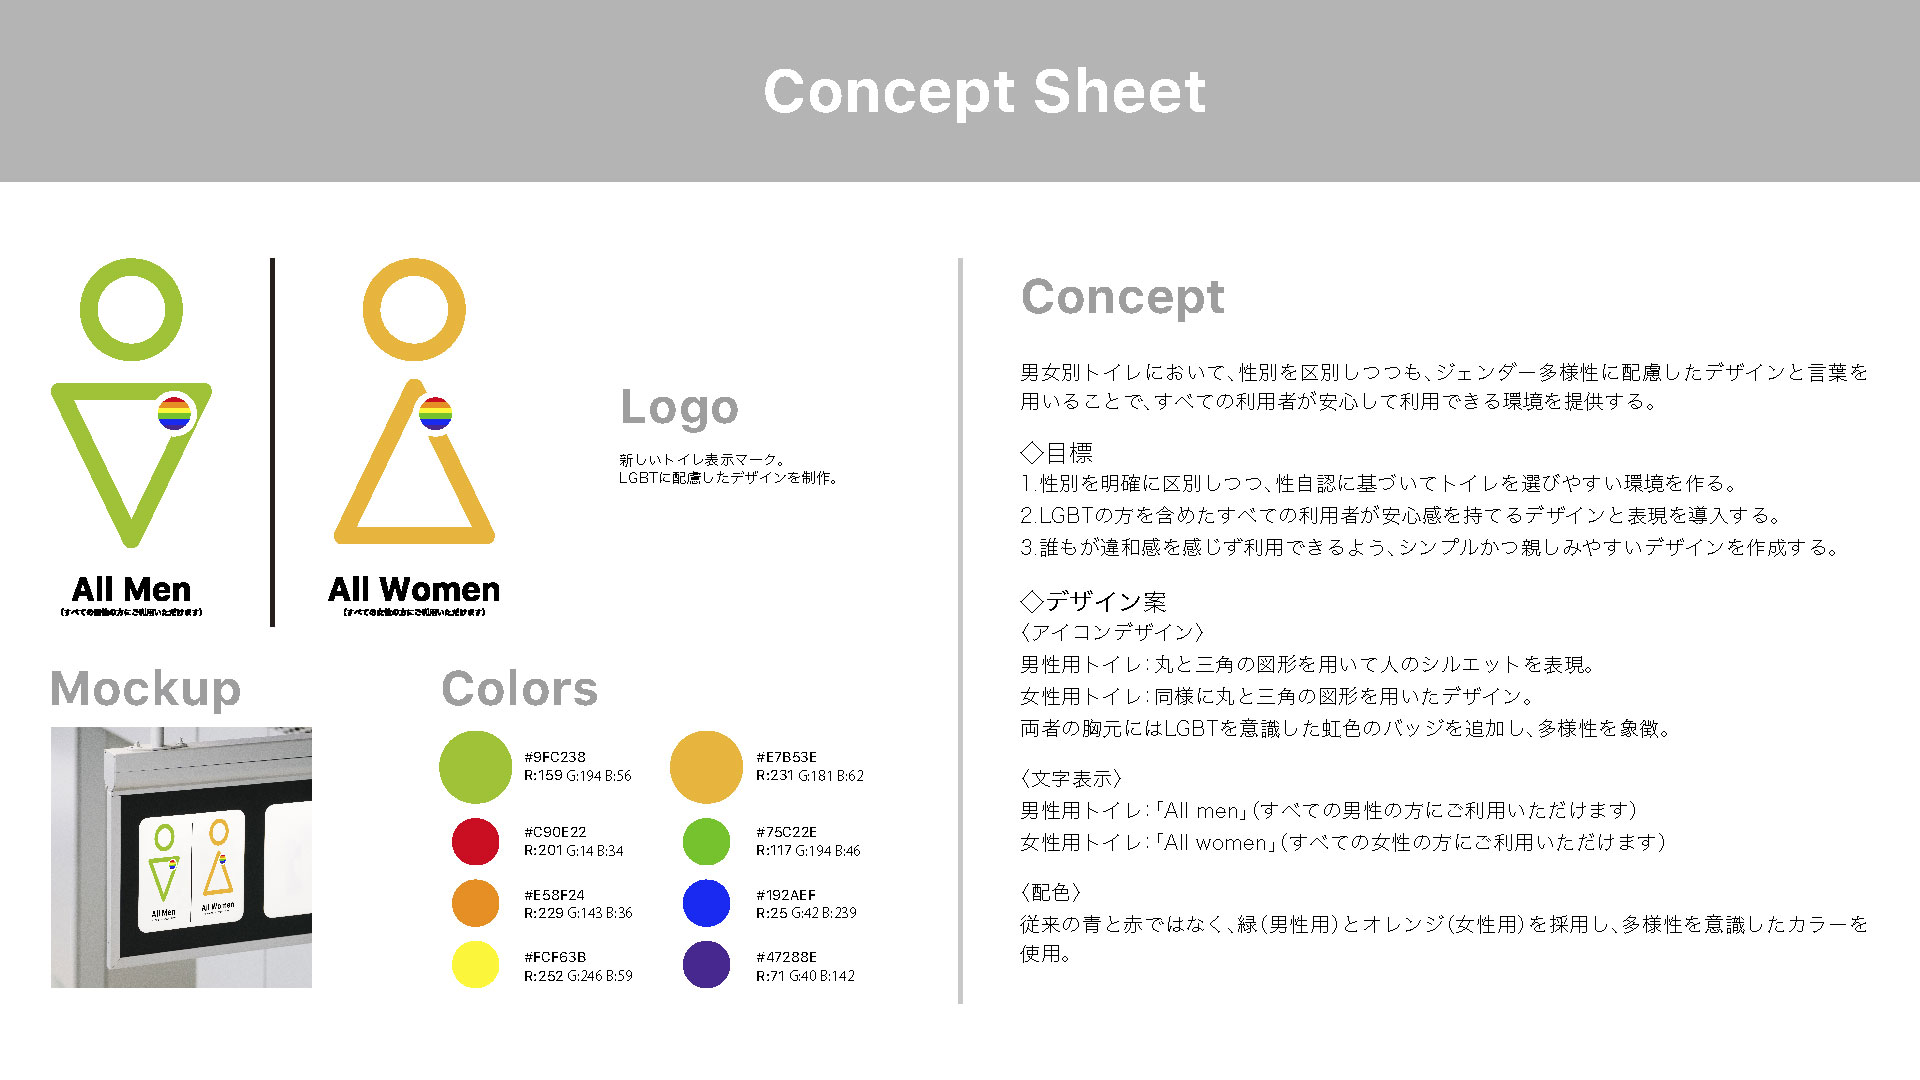 Concept Sheet
All Men
(すべての男性の方にご利用いただけます)
All Women
(すべての女性の方にご利用いただけます)
Logo
新しいトイレ表示マーク。
LGBTに配慮したデザインを制作。
Mockup
All Men
All Women
Colors
#9FC238
R:159 G:194 B:56
#E7B53E
R:231 G:181 B:62
#C90E22
R:201 G:14 B:34
#75C22E
R:117 G:194 B:46
#E58F24
R:229 G:143 B:36
#192AEF
R:25 G:42 B:239
#FCF63B
R:252 G:246 B:59
#47288E
R:71 G:40 B:142
Concept
男女別トイレにおいて、性別を区別しつつも、ジェンダー多様性に配慮したデザインと言葉を
用いることで、すべての利用者が安心して利用できる環境を提供する。
◇目標
1.性別を明確に区別しつつ、性自認に基づいてトイレを選びやすい環境を作る。
2.LGBTの方を含めたすべての利用者が安心感を持てるデザインと表現を導入する。
3.誰もが違和感を感じず利用できるよう、シンプルかつ親しみやすいデザインを作成する。
◇デザイン案
〈アイコンデザイン〉
男性用トイレ：丸と三角の図形を用いて人のシルエットを表現。
女性用トイレ：同様に丸と三角の図形を用いたデザイン。
両者の胸元にはLGBTを意識した虹色のバッジを追加し、多様性を象徴。
〈文字表示〉
男性用トイレ：「All men」（すべての男性の方にご利用いただけます）
女性用トイレ：「All women」（すべての女性の方にご利用いただけます）
〈配色〉
従来の青と赤ではなく、緑（男性用）とオレンジ（女性用）を採用し、多様性を意識したカラーを
使用。